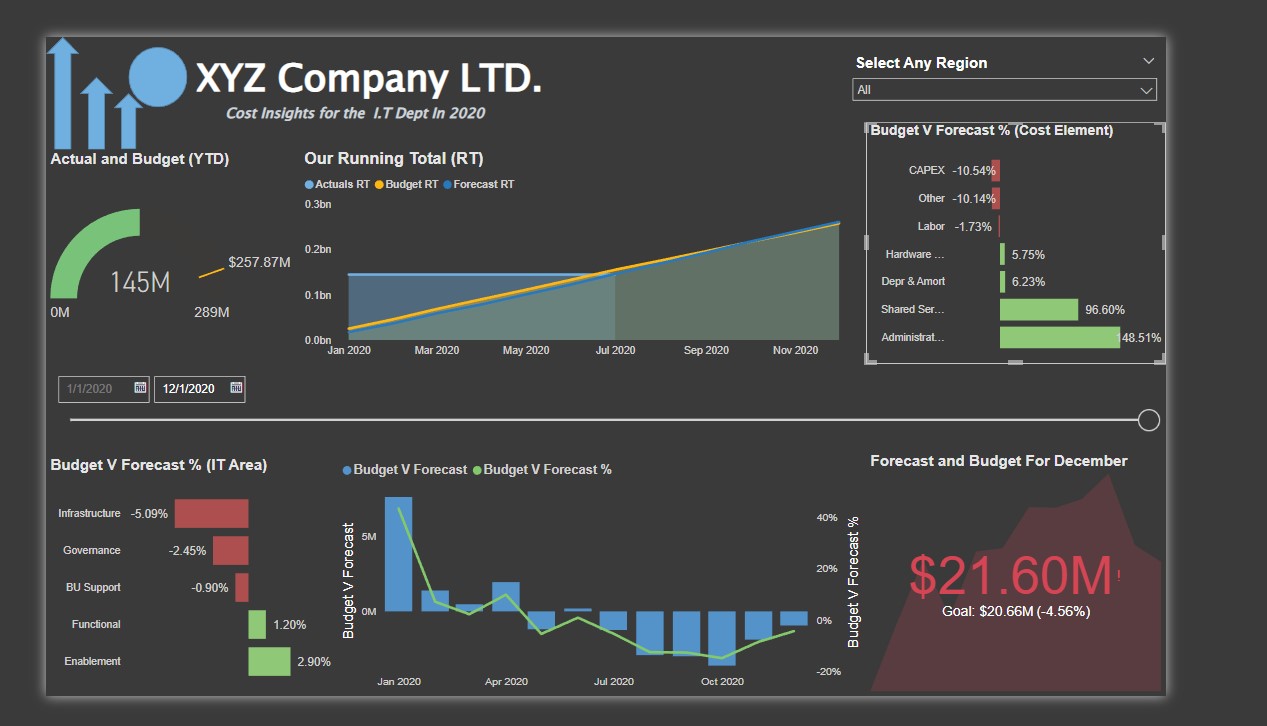 XYZ Company LTD.
Cost Insights for the I.T Dept In 2020
Select Any Region
All
Actual and Budget (YTD)
145M
$257.87M
0M
289M
Our Running Total (RT)
Actuals RT Budget RT Forecast RT
0.3bn
0.2bn
0.1bn
0.0bn
Jan 2020 Mar 2020 May 2020 Jul 2020 Sep 2020 Nov 2020
Budget V Forecast % (Cost Element)
CAPEX -10.54%
Other -10.14%
Labor -1.73%
Hardware ... 5.75%
Depr & Amort 6.23%
Shared Ser... 96.60%
Administrat... 148.51%
1/1/2020 12/1/2020
Budget V Forecast % (IT Area)
Infrastructure -5.09%
Governance -2.45%
BU Support -0.90%
Functional 1.20%
Enablement 2.90%
Budget V Forecast Budget V Forecast %
Budget V Forecast
5M
0M
40%
20%
0%
-20%
Budget V Forecast %
Jan 2020 Apr 2020 Jul 2020 Oct 2020
Forecast and Budget For December
$21.60M!
Goal: $20.66M (-4.56%)